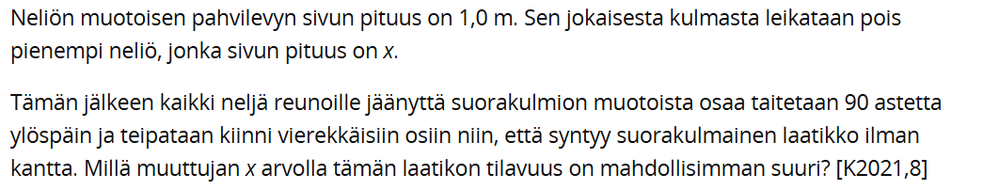 Neliön muotoisen pahvilevyn sivun pituus on 1,0 m. Sen jokaisesta kulmasta leikataan pois
pienempi neliö, jonka sivun pituus on x.
Tämän jälkeen kaikki neljä reunoille jäänyttä suorakulmion muotoista osaa taitetaan 90 astetta
ylöspäin ja teipataan kiinni vierekkäisiin osiin niin, että syntyy suorakulmainen laatikko ilman
kantta. Millä muuttujan x arvolla tämän laatikon tilavuus on mahdollisimman suuri? [K2021,8]